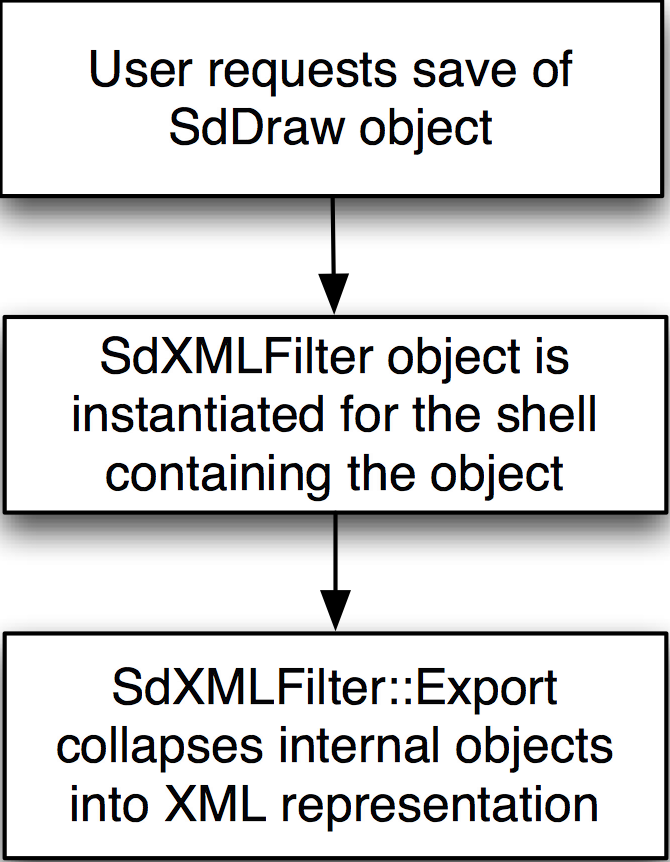 User requests save of
SdDraw object
SdXMLFilter object is
instantiated for the shell
containing the object
SdXMLFilter::Export
collapses internal objects
into XML representation